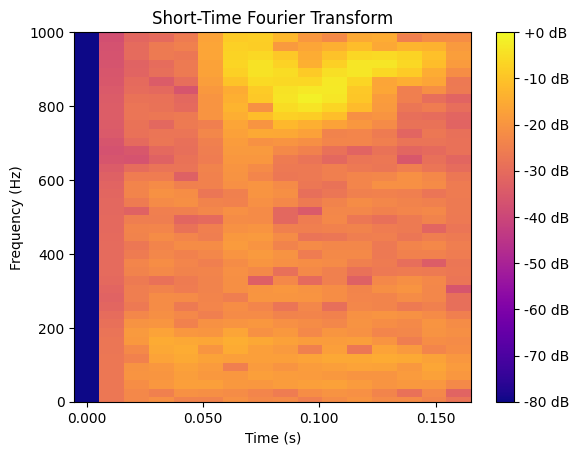 Short-Time Fourier Transform
1000
800
600
400
200
0
Frequency (Hz)
0.000
0.050
0.100
0.150
Time (s)
+0 dB
-10 dB
-20 dB
-30 dB
-40 dB
-50 dB
-60 dB
-70 dB
-80 dB